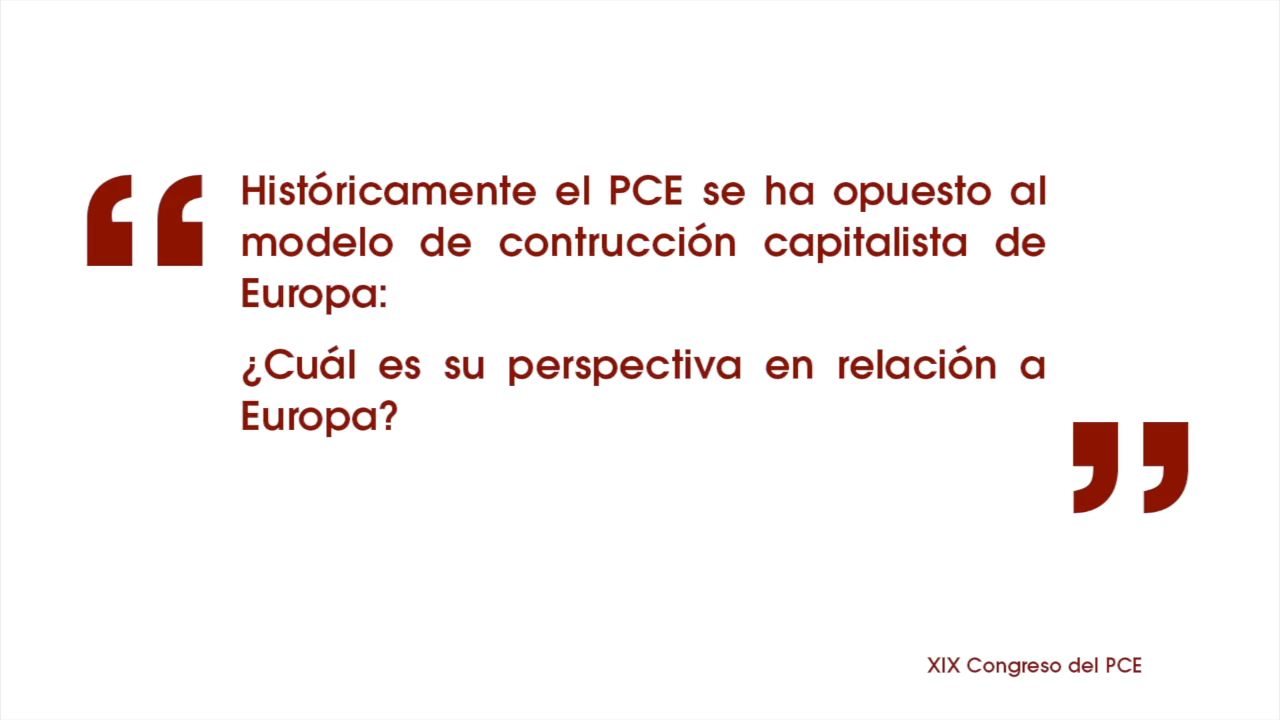 “
Históricamente el PCE se ha opuesto al
modelo de contrucción capitalista de
Europa:
¿Cuál es su perspectiva en relación a
Europa?
”
XIX Congreso del PCE